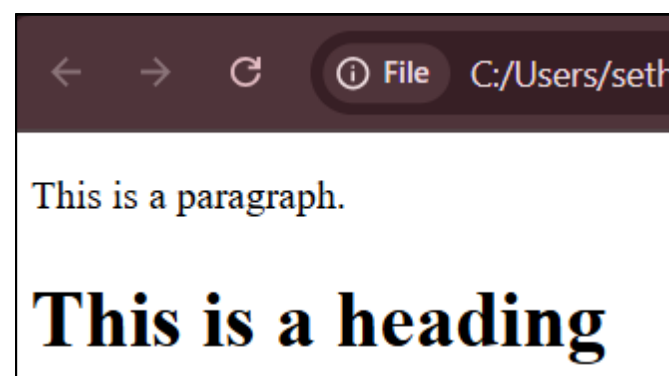 File C:/Users/seth
This is a paragraph.
This is a heading